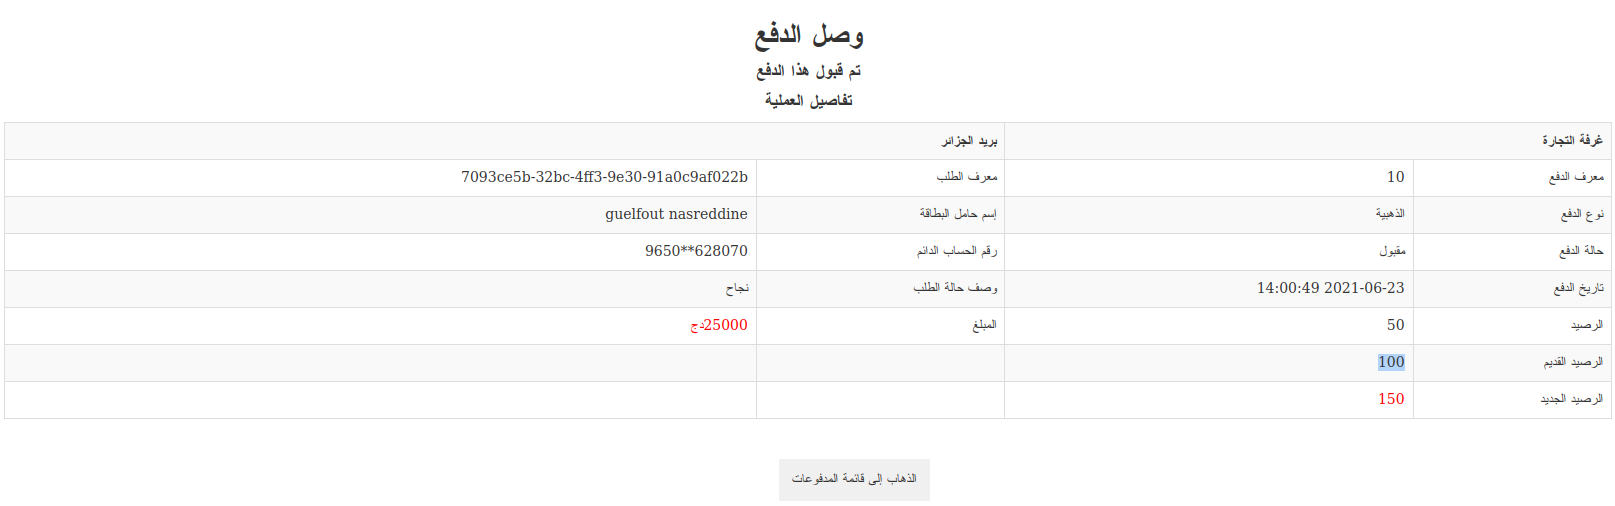 وصل الدفع
تم قبول هذا الدفع
تفاصيل العملية
غرفة التجارة بريد الجزائر
معرف الدفع 10 معرف الطلب 7093ce5b-32bc-4ff3-9e30-91a0c9af022b
نوع الدفع الذهبية إسم حامل البطاقة guelfout nasreddine
حالة الدفع مقبول رقم الحساب الدائم 628070**9650
تاريخ الدفع 2021-06-23 14:00:49 وصف حالة الطلب نجاح
الرصيد 50 المبلغ 25000دج
الرصيد القديم 100
الرصيد الجديد 150
الذهاب إلى قائمة المدفوعات